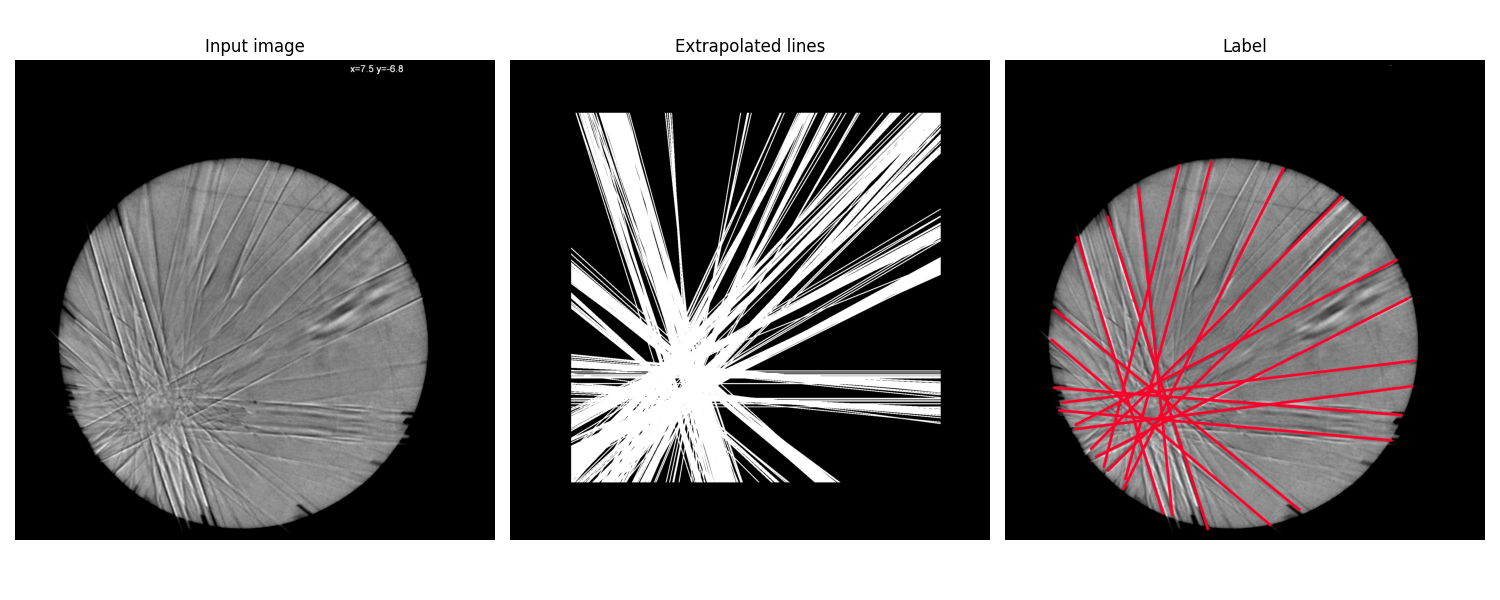 Input image
Extrapolated lines
Label
x=7.5 y=-6.8